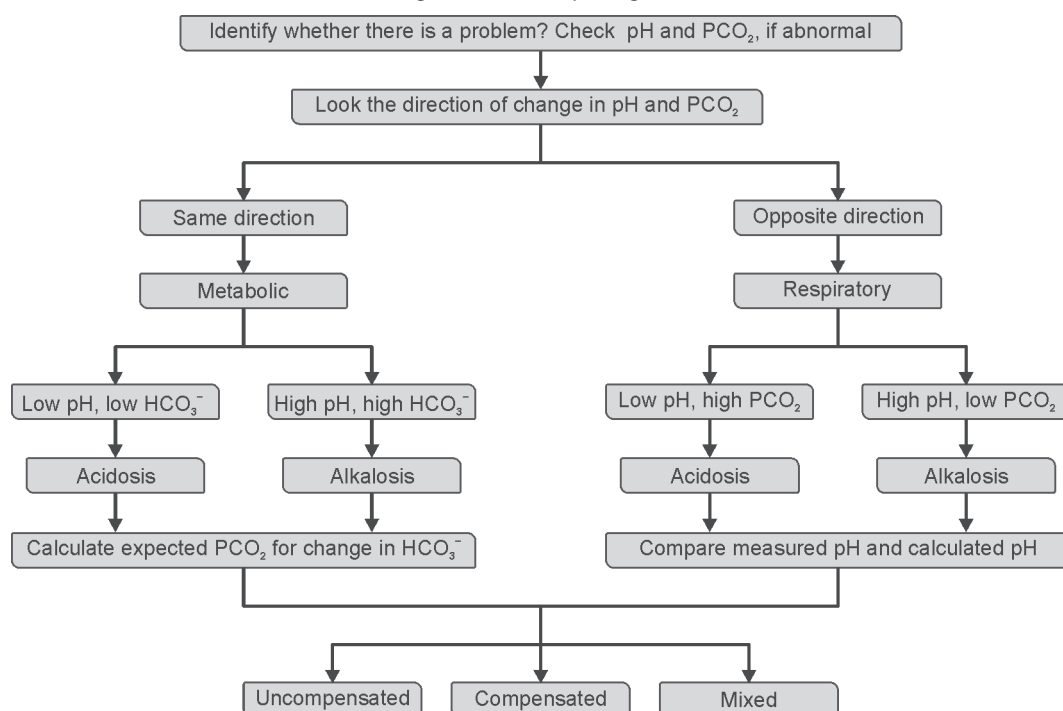 Identify whether there is a problem? Check pH and PCO₂, if abnormal
Look the direction of change in pH and PCO₂
Same direction
Opposite direction
Metabolic
Respiratory
Low pH, low HCO₃⁻
High pH, high HCO₃⁻
Low pH, high PCO₂
High pH, low PCO₂
Acidosis
Alkalosis
Acidosis
Alkalosis
Calculate expected PCO₂ for change in HCO₃⁻
Compare measured pH and calculated pH
Uncompensated
Compensated
Mixed